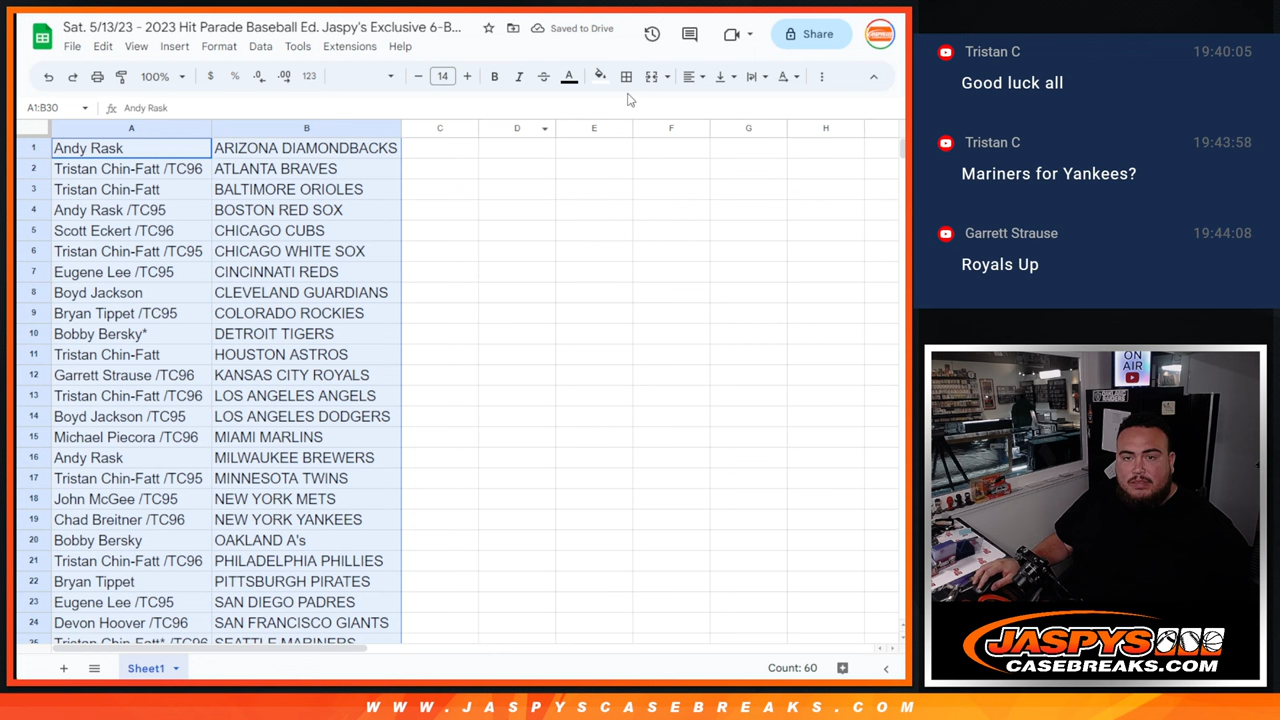 Sat. 5/13/23 - 2023 Hit Parade Baseball Ed. Jaspy's Exclusive 6-B...
Saved to Drive
Share
File Edit View Insert Format Data Tools Extensions Help
100% $ % .0 .00 123 14 B I A
A1:B30 fx Andy Rask
A B C D E F G H
1 Andy Rask ARIZONA DIAMONDBACKS
2 Tristan Chin-Fatt /TC96 ATLANTA BRAVES
3 Tristan Chin-Fatt BALTIMORE ORIOLES
4 Andy Rask /TC95 BOSTON RED SOX
5 Scott Eckert /TC96 CHICAGO CUBS
6 Tristan Chin-Fatt /TC95 CHICAGO WHITE SOX
7 Eugene Lee /TC95 CINCINNATI REDS
8 Boyd Jackson CLEVELAND GUARDIANS
9 Bryan Tippet /TC95 COLORADO ROCKIES
10 Bobby Bersky* DETROIT TIGERS
11 Tristan Chin-Fatt HOUSTON ASTROS
12 Garrett Strause /TC96 KANSAS CITY ROYALS
13 Tristan Chin-Fatt /TC96 LOS ANGELES ANGELS
14 Boyd Jackson /TC95 LOS ANGELES DODGERS
15 Michael Piecora /TC96 MIAMI MARLINS
16 Andy Rask MILWAUKEE BREWERS
17 Tristan Chin-Fatt /TC95 MINNESOTA TWINS
18 John McGee /TC95 NEW YORK METS
19 Chad Breitner /TC96 NEW YORK YANKEES
20 Bobby Bersky OAKLAND A's
21 Tristan Chin-Fatt /TC96 PHILADELPHIA PHILLIES
22 Bryan Tippet PITTSBURGH PIRATES
23 Eugene Lee /TC95 SAN DIEGO PADRES
24 Devon Hoover /TC96 SAN FRANCISCO GIANTS
25 Tristan Chin-Fatt* /TC96 SEATTLE MARINERS
Sheet1
Count: 60
Tristan C 19:40:05
Good luck all
Tristan C 19:43:58
Mariners for Yankees?
Garrett Strause 19:44:08
Royals Up
ON
AIR
JASPYS
CASEBREAKS.COM
WWW.JASPYSCASEBREAKS.COM